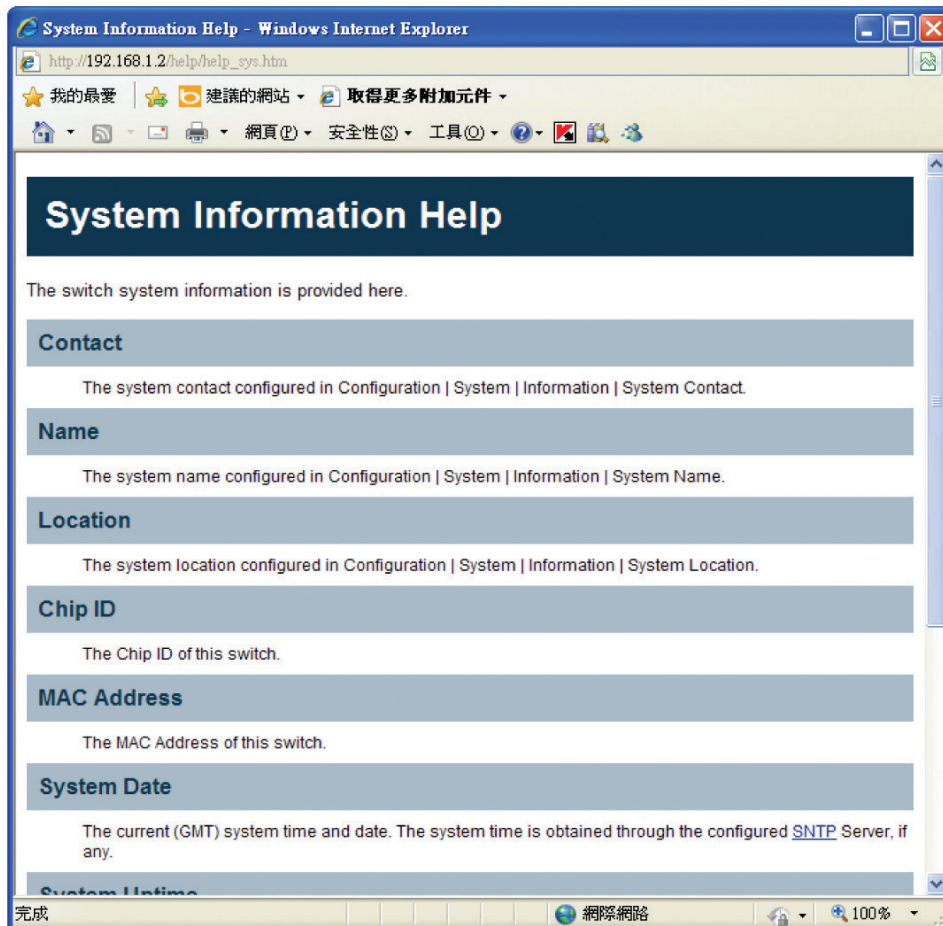 System Information Help - Windows Internet Explorer
http://192.168.1.2/help/help_sys.htm
我的最愛 建議的網站 取得更多附加元件
網頁(P) 安全性(S) 工具(O)
System Information Help
The switch system information is provided here.
Contact
The system contact configured in Configuration | System | Information | System Contact.
Name
The system name configured in Configuration | System | Information | System Name.
Location
The system location configured in Configuration | System | Information | System Location.
Chip ID
The Chip ID of this switch.
MAC Address
The MAC Address of this switch.
System Date
The current (GMT) system time and date. The system time is obtained through the configured SNTP Server, if
any.
System Uptime
完成 網際網路 100%